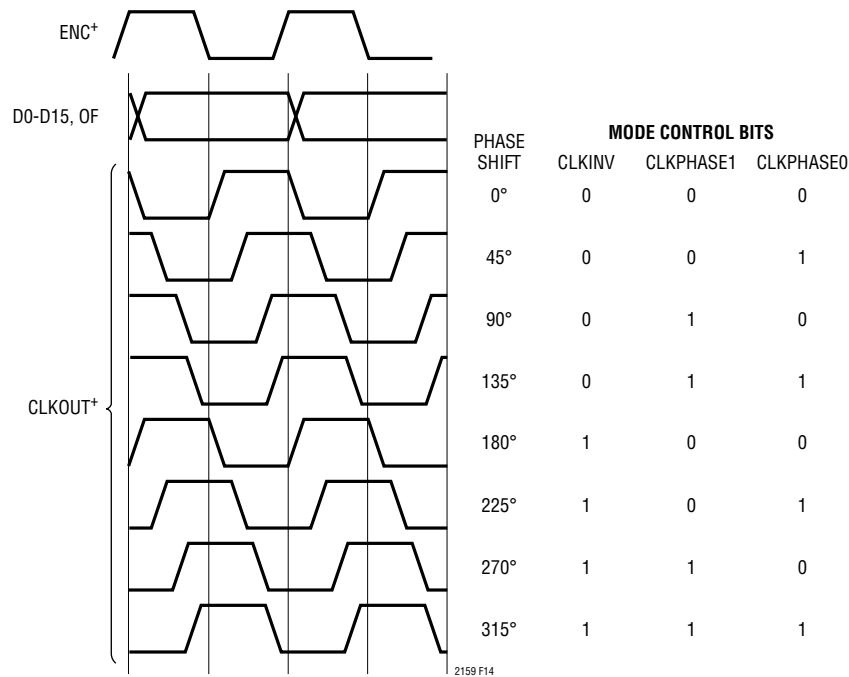 ENC+
D0-D15, OF
CLKOUT+
MODE CONTROL BITS
PHASE SHIFT CLKINV CLKPHASE1 CLKPHASE0
0° 0 0 0
45° 0 0 1
90° 0 1 0
135° 0 1 1
180° 1 0 0
225° 1 0 1
270° 1 1 0
315° 1 1 1
2159 F14